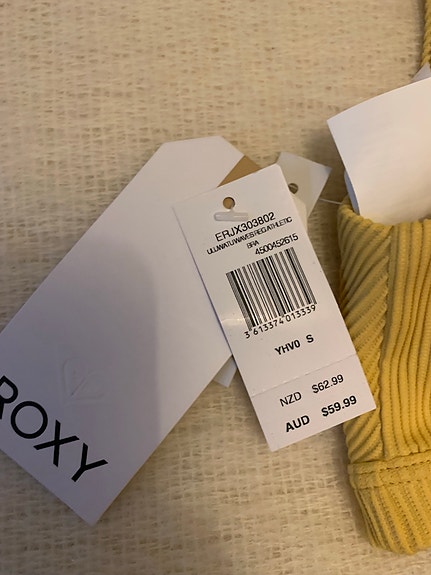 ERJX303802
ULUWATU WAVES REG ATHLETIC
BRA
4500452615
3 613374 013339
YHV0 S
NZD $62.99
AUD $59.99
ROXY